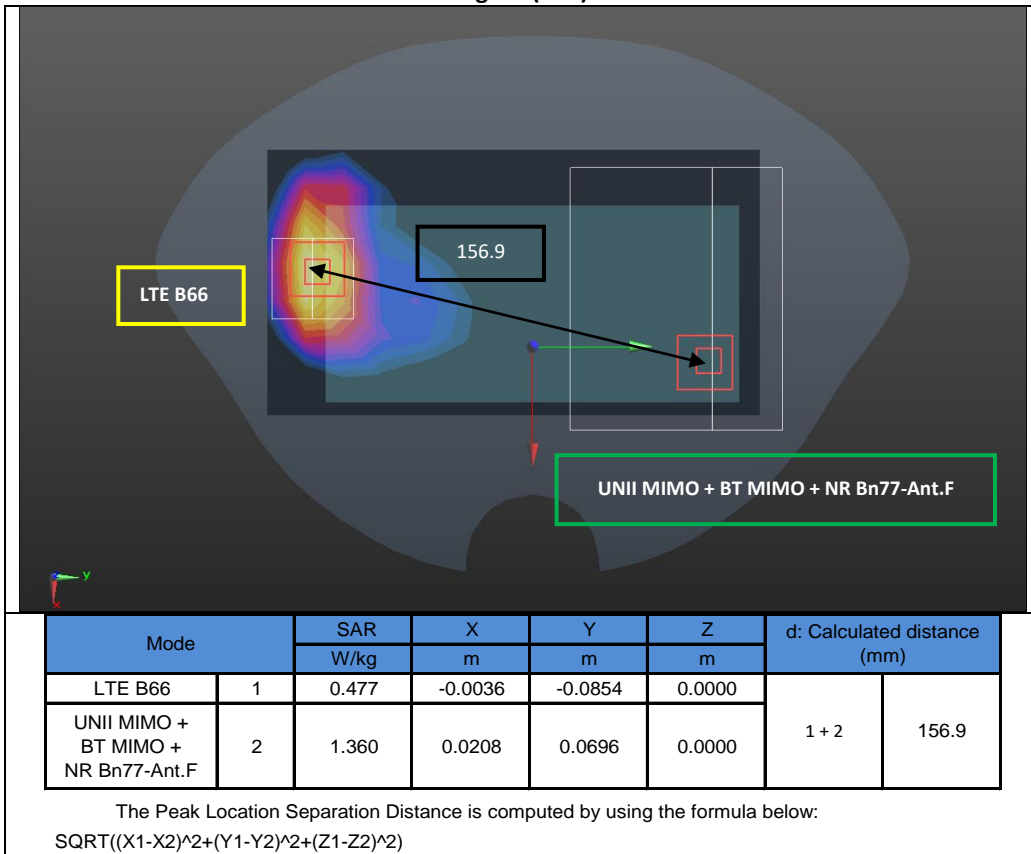 156.9
LTE B66
UNII MIMO + BT MIMO + NR Bn77-Ant.F
y
x
Mode SAR X Y Z d: Calculated distance (mm)
W/kg m m m
LTE B66 1 0.477 -0.0036 -0.0854 0.0000
UNII MIMO + BT MIMO + NR Bn77-Ant.F 2 1.360 0.0208 0.0696 0.0000
1 + 2 156.9
The Peak Location Separation Distance is computed by using the formula below:
SQRT((X1-X2)^2+(Y1-Y2)^2+(Z1-Z2)^2)